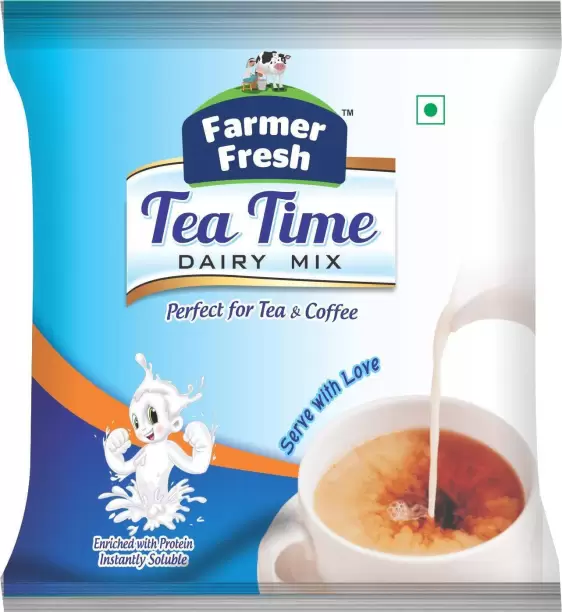 Farmer
Fresh
TM
Tea Time
DAIRY MIX
Perfect for Tea & Coffee
Serve with Love
Enriched with Protein
Instantly Soluble